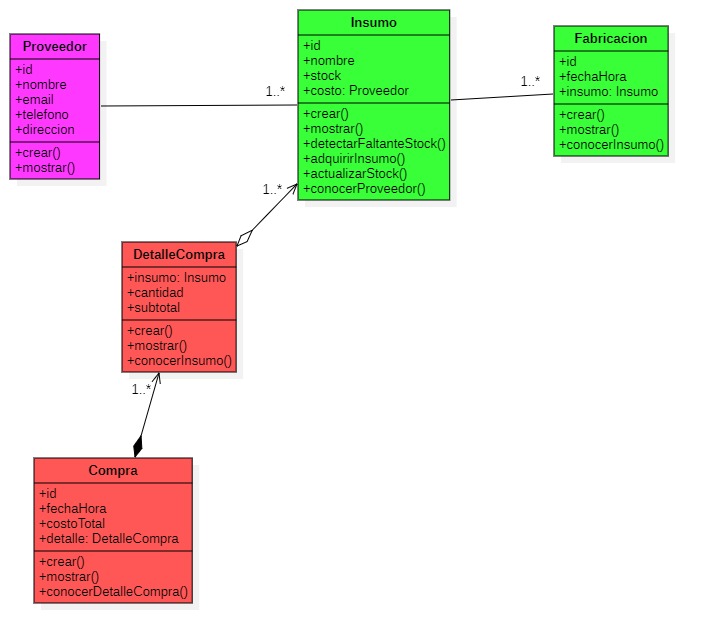 Proveedor
+id
+nombre
+email
+telefono
+direccion
+crear()
+mostrar()
1..*
Insumo
+id
+nombre
+stock
+costo: Proveedor
+crear()
+mostrar()
+detectarFaltanteStock()
+adquirirInsumo()
+actualizarStock()
+conocerProveedor()
1..*
Fabricacion
+id
+fechaHora
+insumo: Insumo
+crear()
+mostrar()
+conocerInsumo()
1..*
DetalleCompra
+insumo: Insumo
+cantidad
+subtotal
+crear()
+mostrar()
+conocerInsumo()
1..*
Compra
+id
+fechaHora
+costoTotal
+detalle: DetalleCompra
+crear()
+mostrar()
+conocerDetalleCompra()